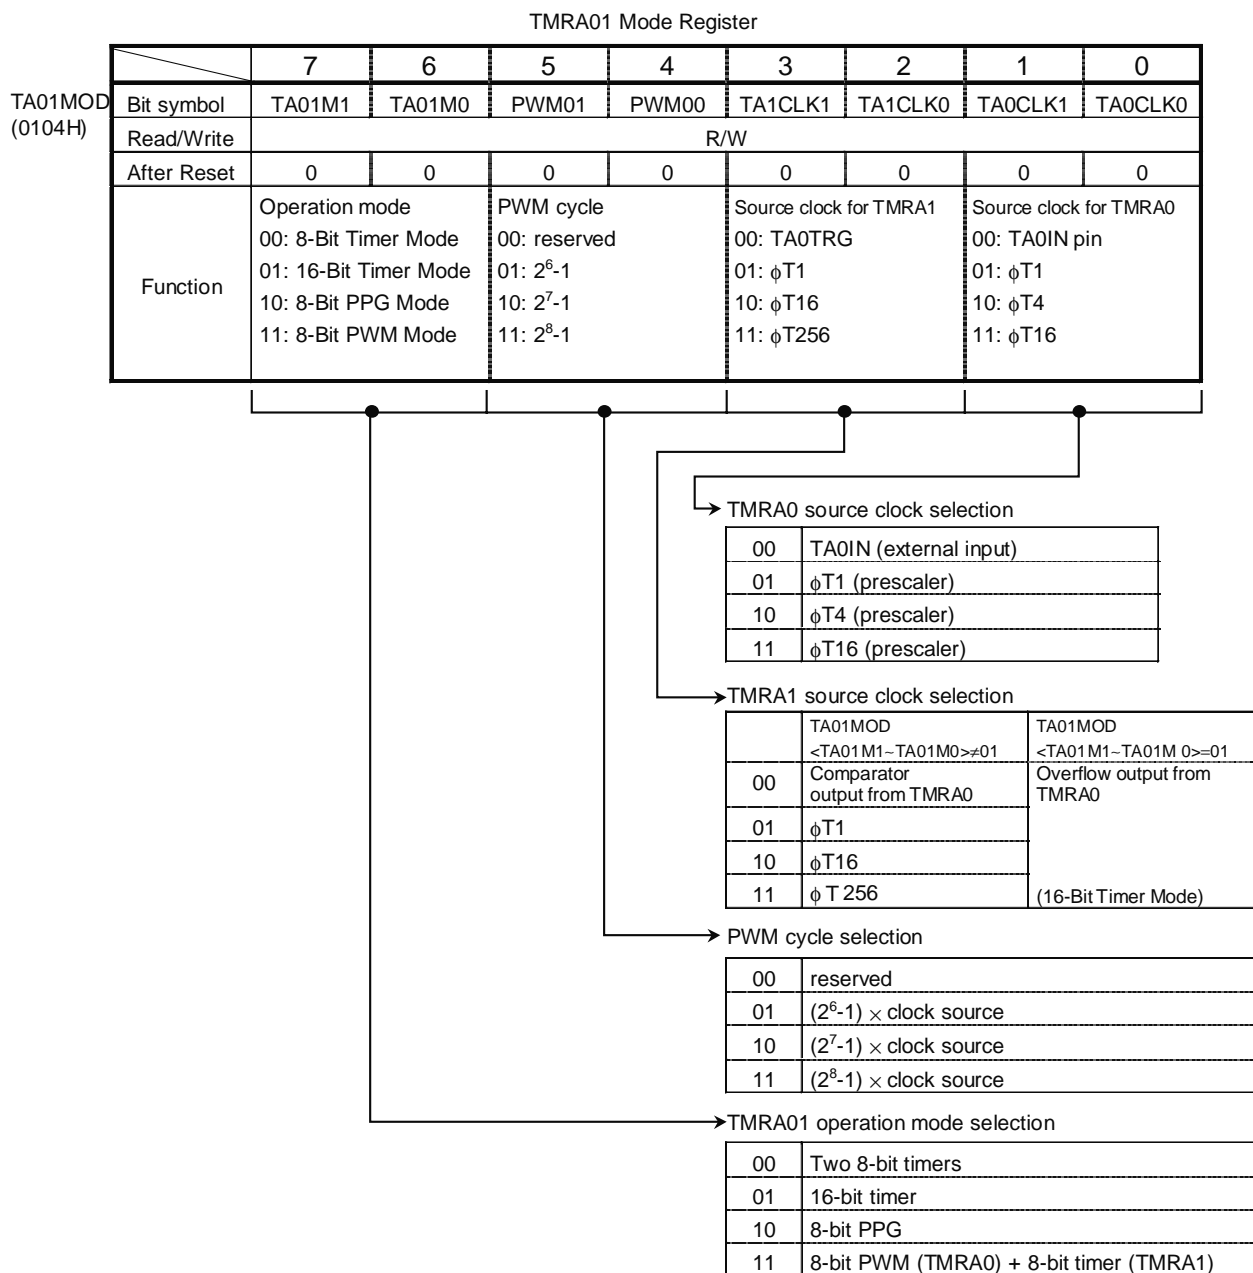 TMRA01 Mode Register
7 6 5 4 3 2 1 0
TA01MOD
(0104H)
Bit symbol TA01M1 TA01M0 PWM01 PWM00 TA1CLK1 TA1CLK0 TA0CLK1 TA0CLK0
Read/Write R/W
After Reset 0 0 0 0 0 0 0 0
Function
Operation mode
00: 8-Bit Timer Mode
01: 16-Bit Timer Mode
10: 8-Bit PPG Mode
11: 8-Bit PWM Mode
PWM cycle
00: reserved
01: 2⁶-1
10: 2⁷-1
11: 2⁸-1
Source clock for TMRA1
00: TA0TRG
01: ϕT1
10: ϕT16
11: ϕT256
Source clock for TMRA0
00: TA0IN pin
01: ϕT1
10: ϕT4
11: ϕT16
TMRA0 source clock selection
00 TA0IN (external input)
01 ϕT1 (prescaler)
10 ϕT4 (prescaler)
11 ϕT16 (prescaler)
TMRA1 source clock selection
TA01MOD
<TA01M1~TA01M0>≠01
TA01MOD
<TA01M1~TA01M 0>=01
00 Comparator
output from TMRA0
Overflow output from
TMRA0
01 ϕT1
10 ϕT16
11 ϕ T 256 (16-Bit Timer Mode)
PWM cycle selection
00 reserved
01 (2⁶-1) × clock source
10 (2⁷-1) × clock source
11 (2⁸-1) × clock source
TMRA01 operation mode selection
00 Two 8-bit timers
01 16-bit timer
10 8-bit PPG
11 8-bit PWM (TMRA0) + 8-bit timer (TMRA1)